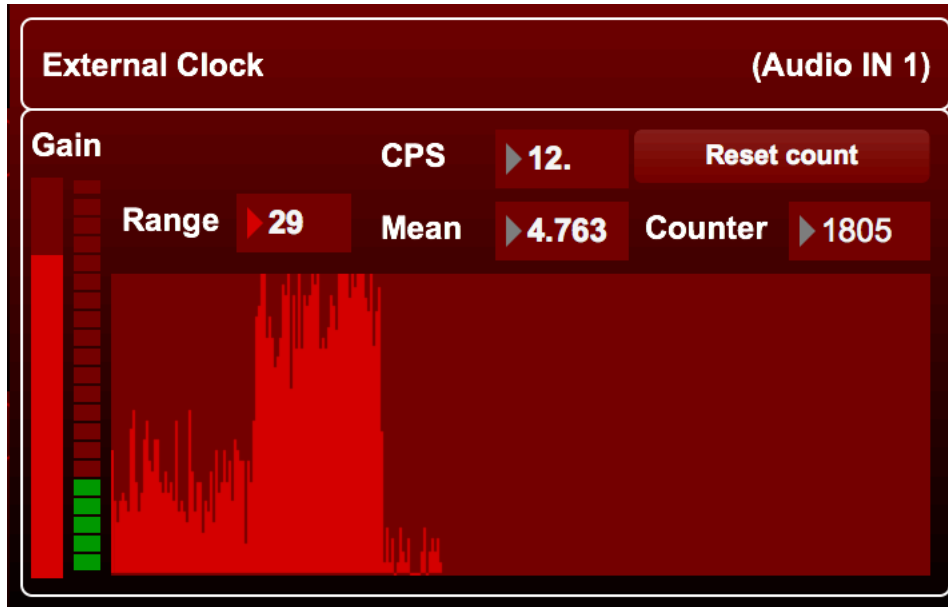 External Clock (Audio IN 1)
Gain
CPS 12. Reset count
Range 29 Mean 4.763 Counter 1805